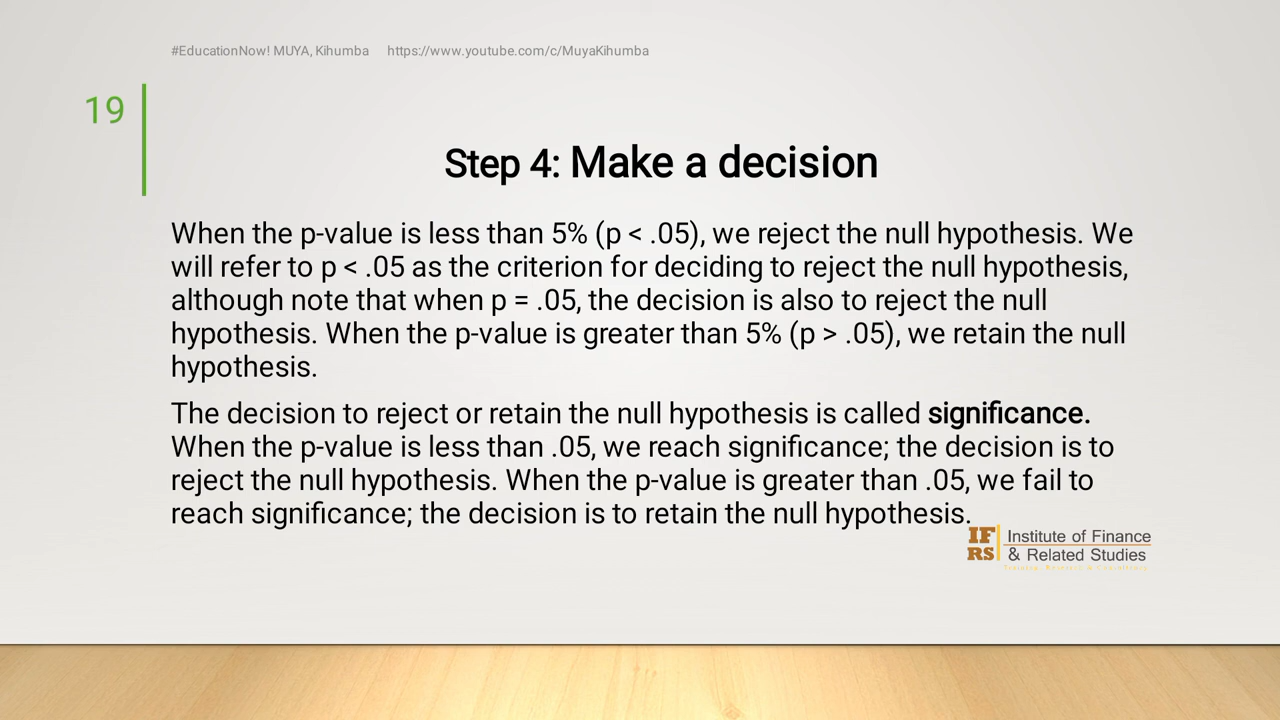 #EducationNow! MUYA, Kihumba https://www.youtube.com/c/MuyaKihumba
19
Step 4: Make a decision
When the p-value is less than 5% (p < .05), we reject the null hypothesis. We
will refer to p < .05 as the criterion for deciding to reject the null hypothesis,
although note that when p = .05, the decision is also to reject the null
hypothesis. When the p-value is greater than 5% (p > .05), we retain the null
hypothesis.
The decision to reject or retain the null hypothesis is called significance.
When the p-value is less than .05, we reach significance; the decision is to
reject the null hypothesis. When the p-value is greater than .05, we fail to
reach significance; the decision is to retain the null hypothesis.
IF Institute of Finance
RS & Related Studies